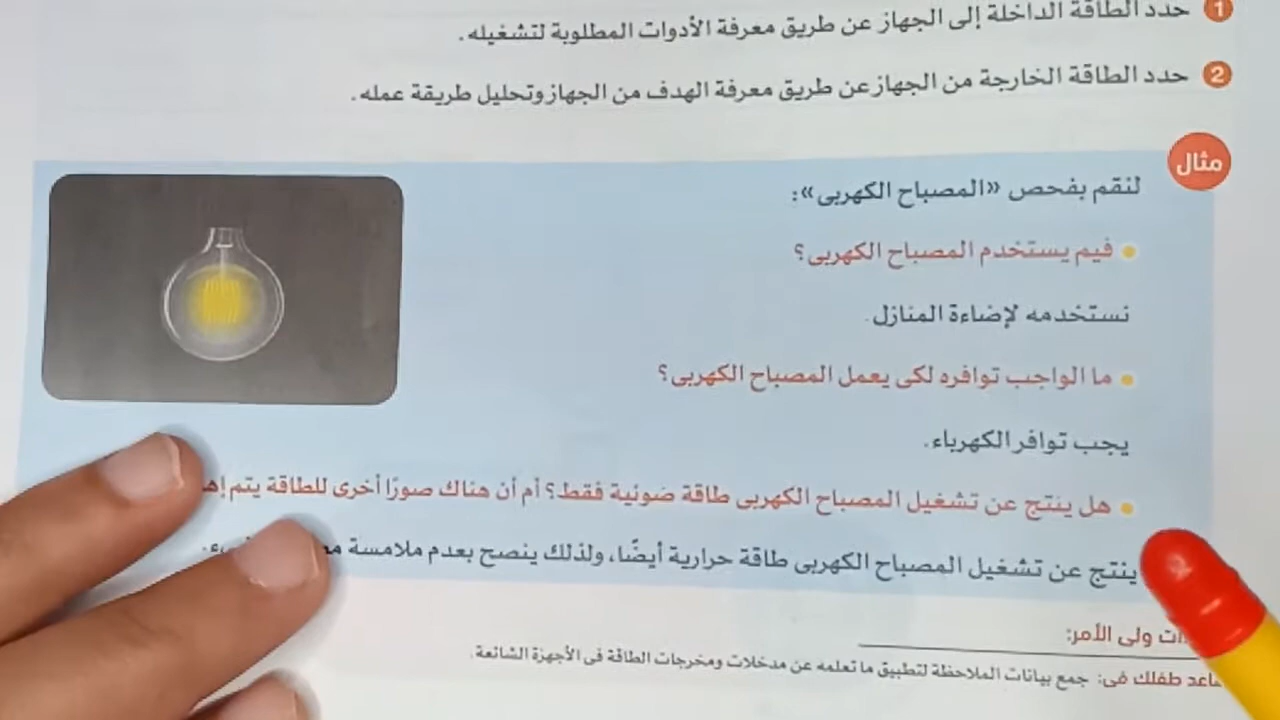 1 حدد الطاقة الداخلة إلى الجهاز عن طريق معرفة الأدوات المطلوبة لتشغيله.
2 حدد الطاقة الخارجة من الجهاز عن طريق معرفة الهدف من الجهاز وتحليل طريقة عمله.
مثال
لنقم بفحص «المصباح الكهربى»:
فيم يستخدم المصباح الكهربى؟
نستخدمه لإضاءة المنازل.
ما الواجب توافره لكى يعمل المصباح الكهربى؟
يجب توافر الكهرباء.
هل ينتج عن تشغيل المصباح الكهربى طاقة ضوئية فقط؟ أم أن هناك صورًا أخرى للطاقة يتم
ينتج عن تشغيل المصباح الكهربى طاقة حرارية أيضًا، ولذلك ينصح بعدم ملامسة
ولى الأمر:
طفلك فى: جمع بيانات الملاحظة لتطبيق ما تعلمه عن مدخلات ومخرجات الطاقة فى الأجهزة الشائعة.